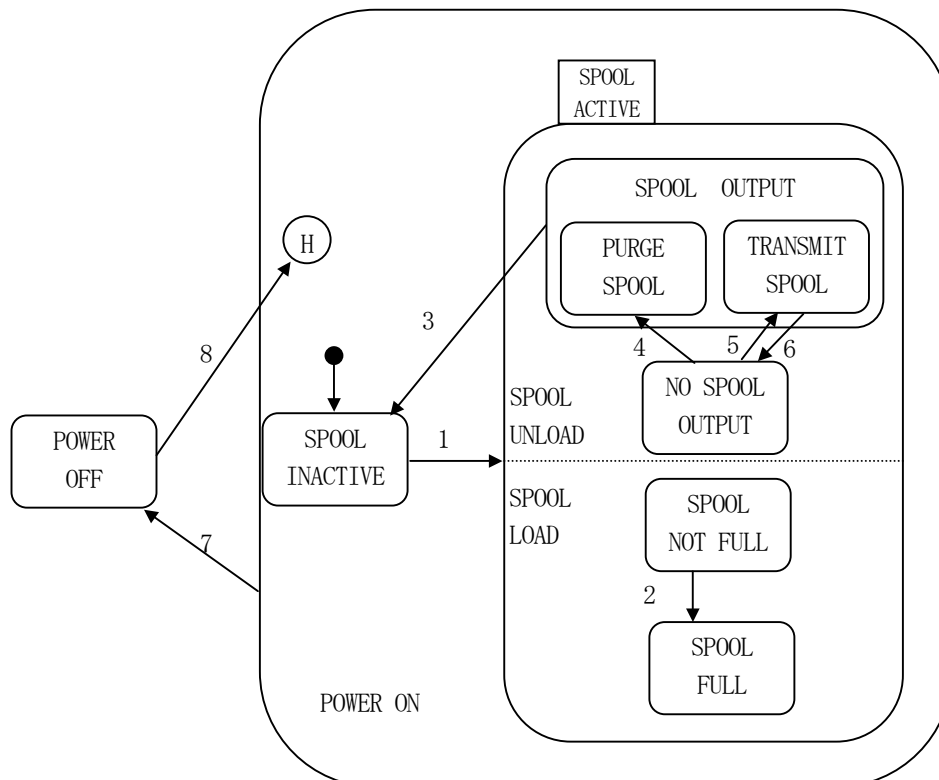 SPOOL
ACTIVE
SPOOL OUTPUT
PURGE
SPOOL
TRANSMIT
SPOOL
H
3
4
5
6
8
NO SPOOL
OUTPUT
SPOOL
UNLOAD
POWER
OFF
SPOOL
INACTIVE
1
SPOOL
LOAD
SPOOL
NOT FULL
7
2
SPOOL
FULL
POWER ON